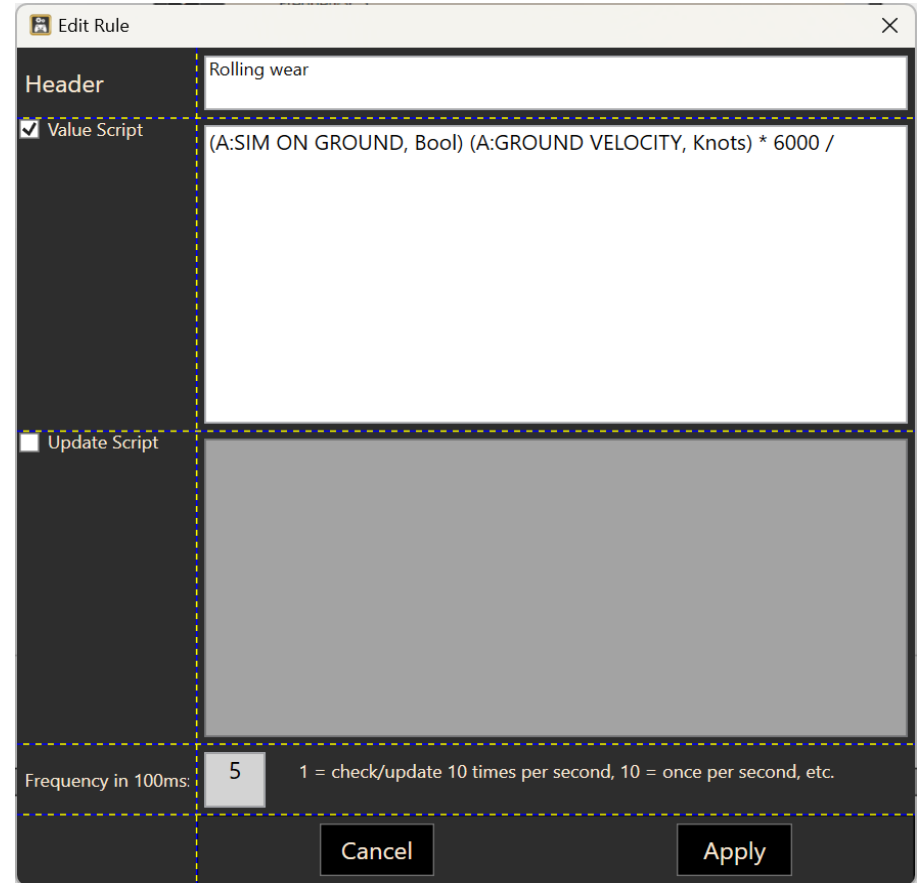 Edit Rule
Header
Rolling wear
Value Script
(A:SIM ON GROUND, Bool) (A:GROUND VELOCITY, Knots) * 6000 /
Update Script
Frequency in 100ms:
5
1 = check/update 10 times per second, 10 = once per second, etc.
Cancel
Apply